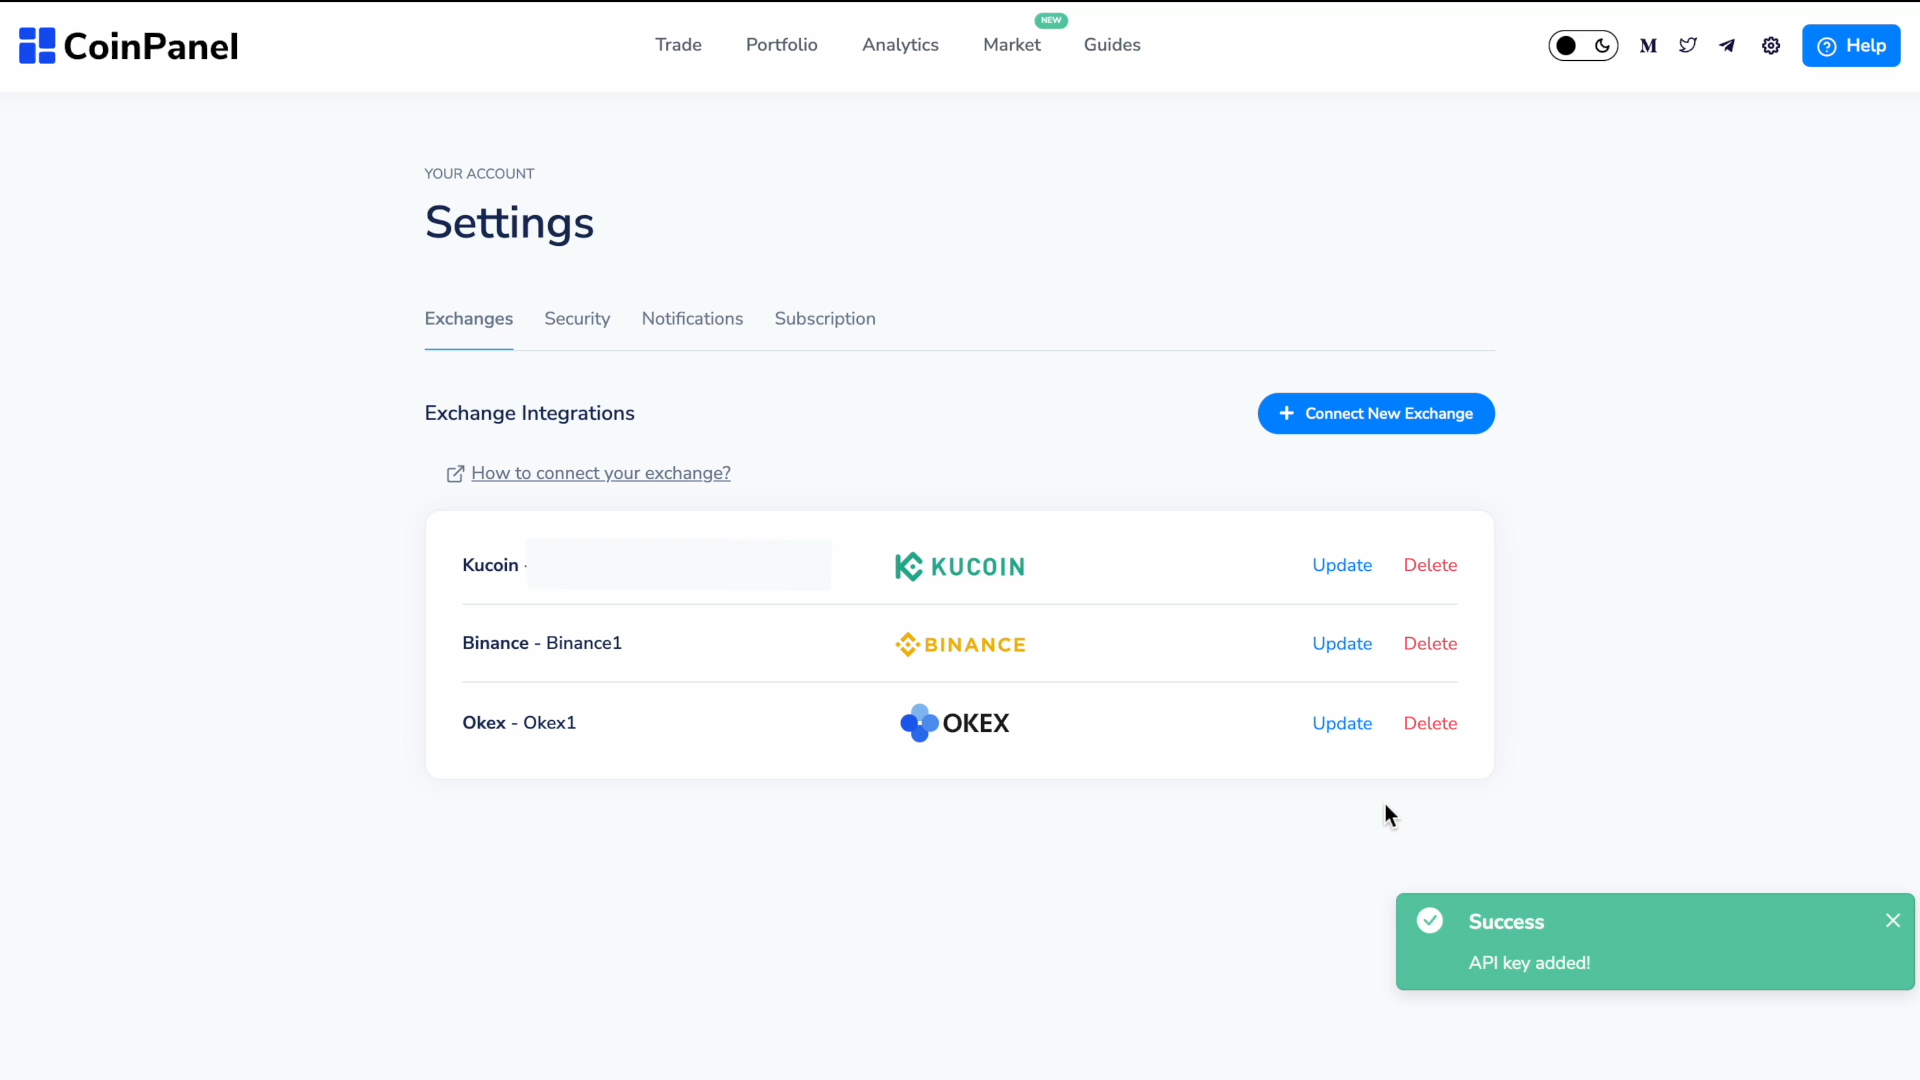 CoinPanel
Trade
Portfolio
Analytics
Market
NEW
Guides
M
Help
YOUR ACCOUNT
Settings
Exchanges
Security
Notifications
Subscription
Exchange Integrations
+ Connect New Exchange
How to connect your exchange?
Kucoin -
KUCOIN
Update
Delete
Binance - Binance1
BINANCE
Update
Delete
Okex - Okex1
OKEX
Update
Delete
Success
API key added!